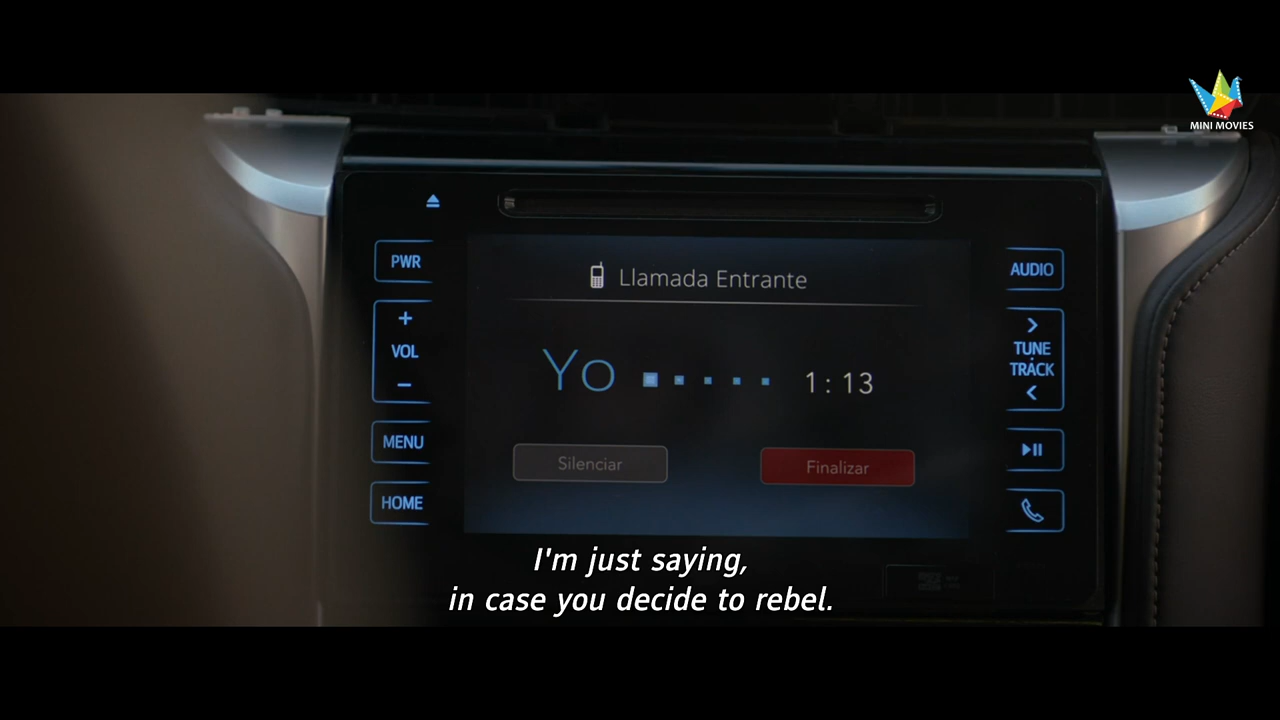 MINI MOVIES
PWR
+
VOL
−
MENU
HOME
Llamada Entrante
Yo 1:13
Silenciar
Finalizar
AUDIO
>
TUNE
TRACK
<
I'm just saying,
in case you decide to rebel.